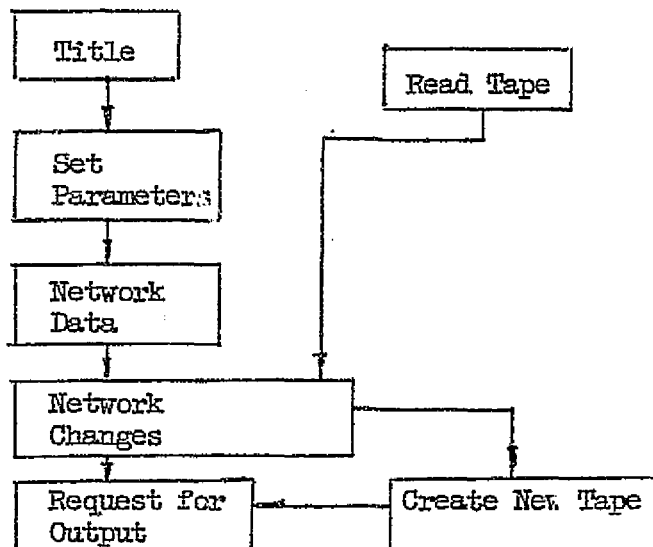 Title
Read Tape
Set
Parameters
Network
Data
Network
Changes
Request for
Output
Create New Tape